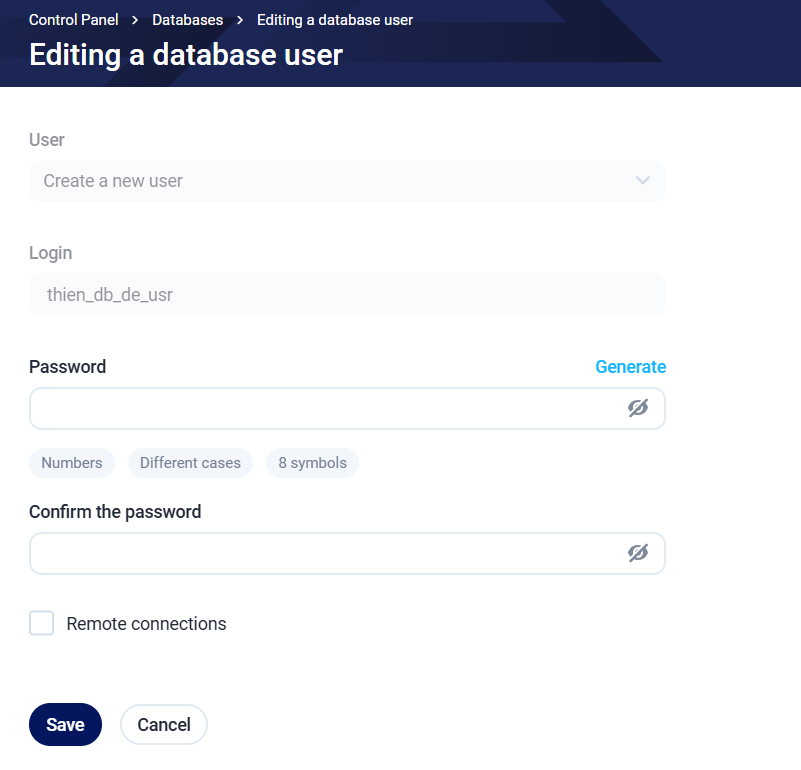 Control Panel > Databases > Editing a database user
Editing a database user
User
Create a new user
Login
thien_db_de_usr
Password Generate
Numbers Different cases 8 symbols
Confirm the password
Remote connections
Save Cancel